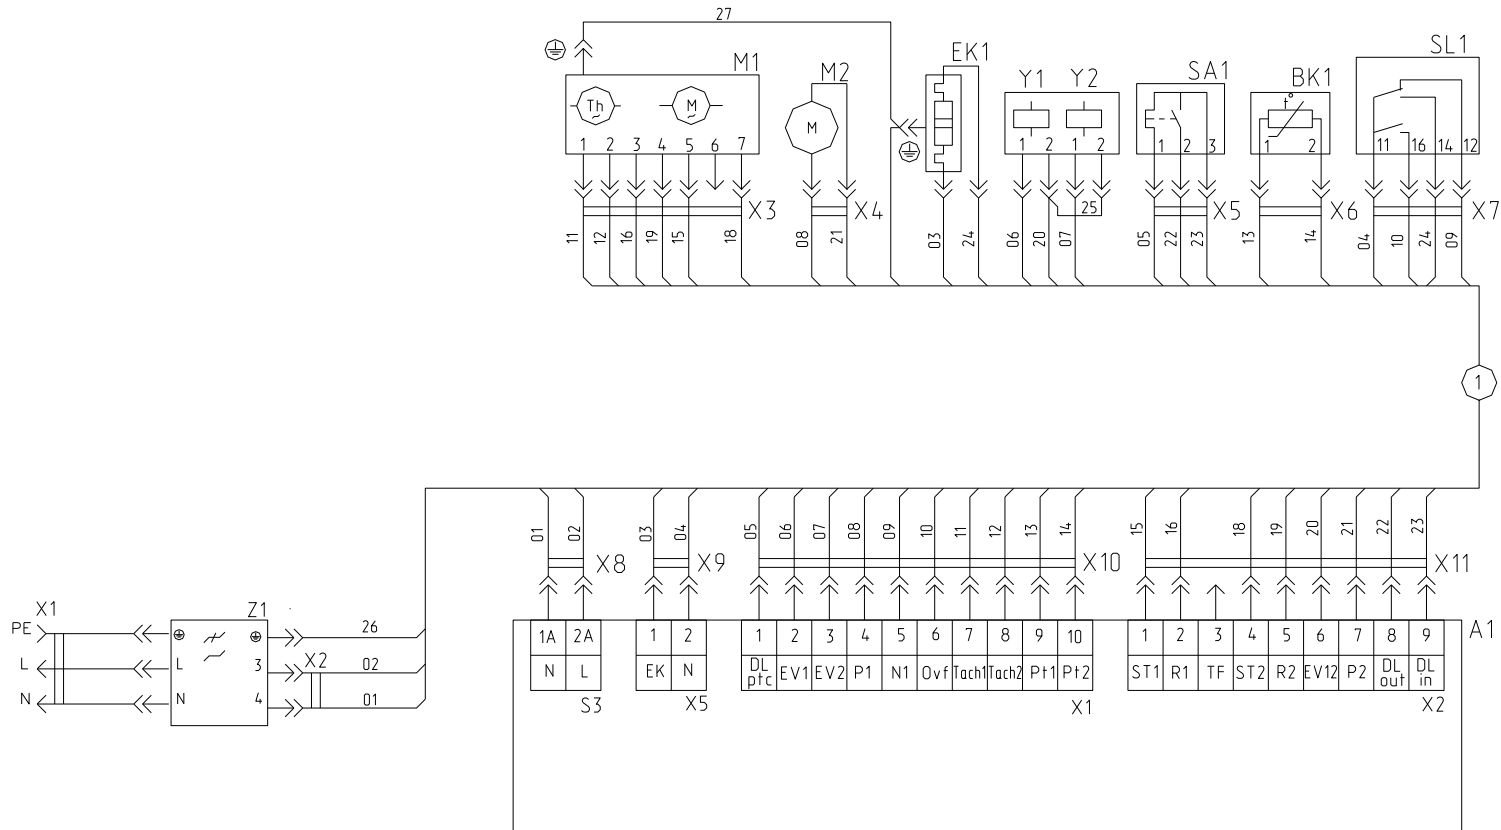 27
M1 M2 EK1 Y1 Y2 SA1 BK1 SL1
Th M M t°
1 2 3 4 5 6 7 1 2 1 2 1 2 3 1 2 11 16 14 12
X3 X4 25 X5 X6 X7
11 12 16 19 15 18 08 21 03 24 06 20 07 05 22 23 13 14 04 10 24 09
1
01 02 03 04 05 06 07 08 09 10 11 12 13 14 15 16 18 19 20 21 22 23
X8 X9 X10 X11
X1 Z1
PE 26
L L 3 X2 02
N N 4 01
1A 2A 1 2 1 2 3 4 5 6 7 8 9 10 1 2 3 4 5 6 7 8 9 A1
N L EK N DL ptc EV1 EV2 P1 N1 Ovf Tach1 Tach2 Pt1 Pt2 ST1 R1 TF ST2 R2 EV12 P2 DL out DL in
S3 X5 X1 X2